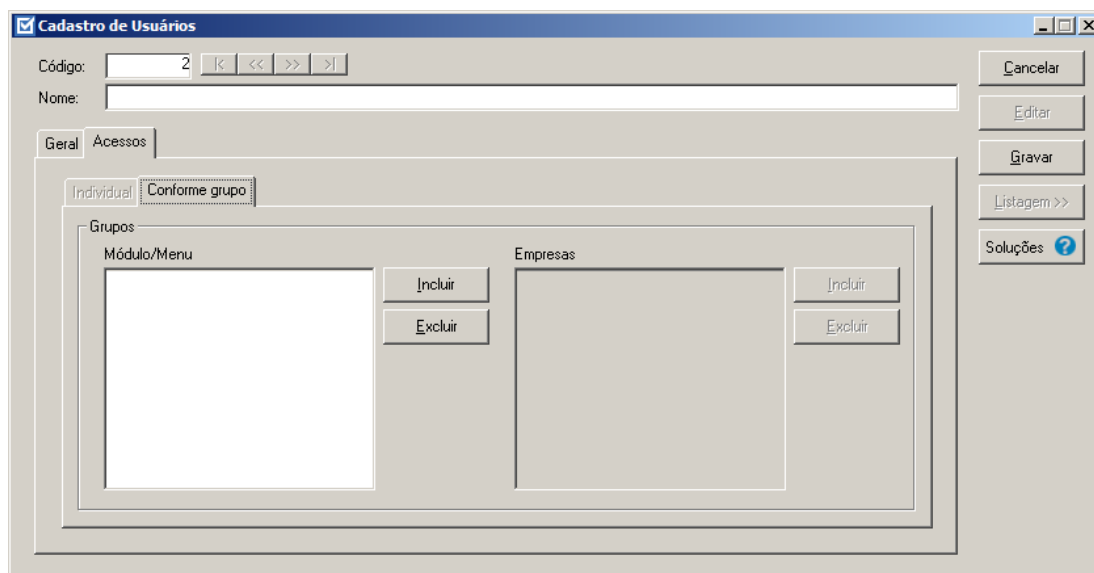 Cadastro de Usuários
Código: 2 |< << >> >| Cancelar
Nome:
Editar
Geral Acessos
Gravar
Individual Conforme grupo
Listagem >>
Grupos
Soluções ?
Módulo/Menu Empresas
Incluir Incluir
Excluir Excluir